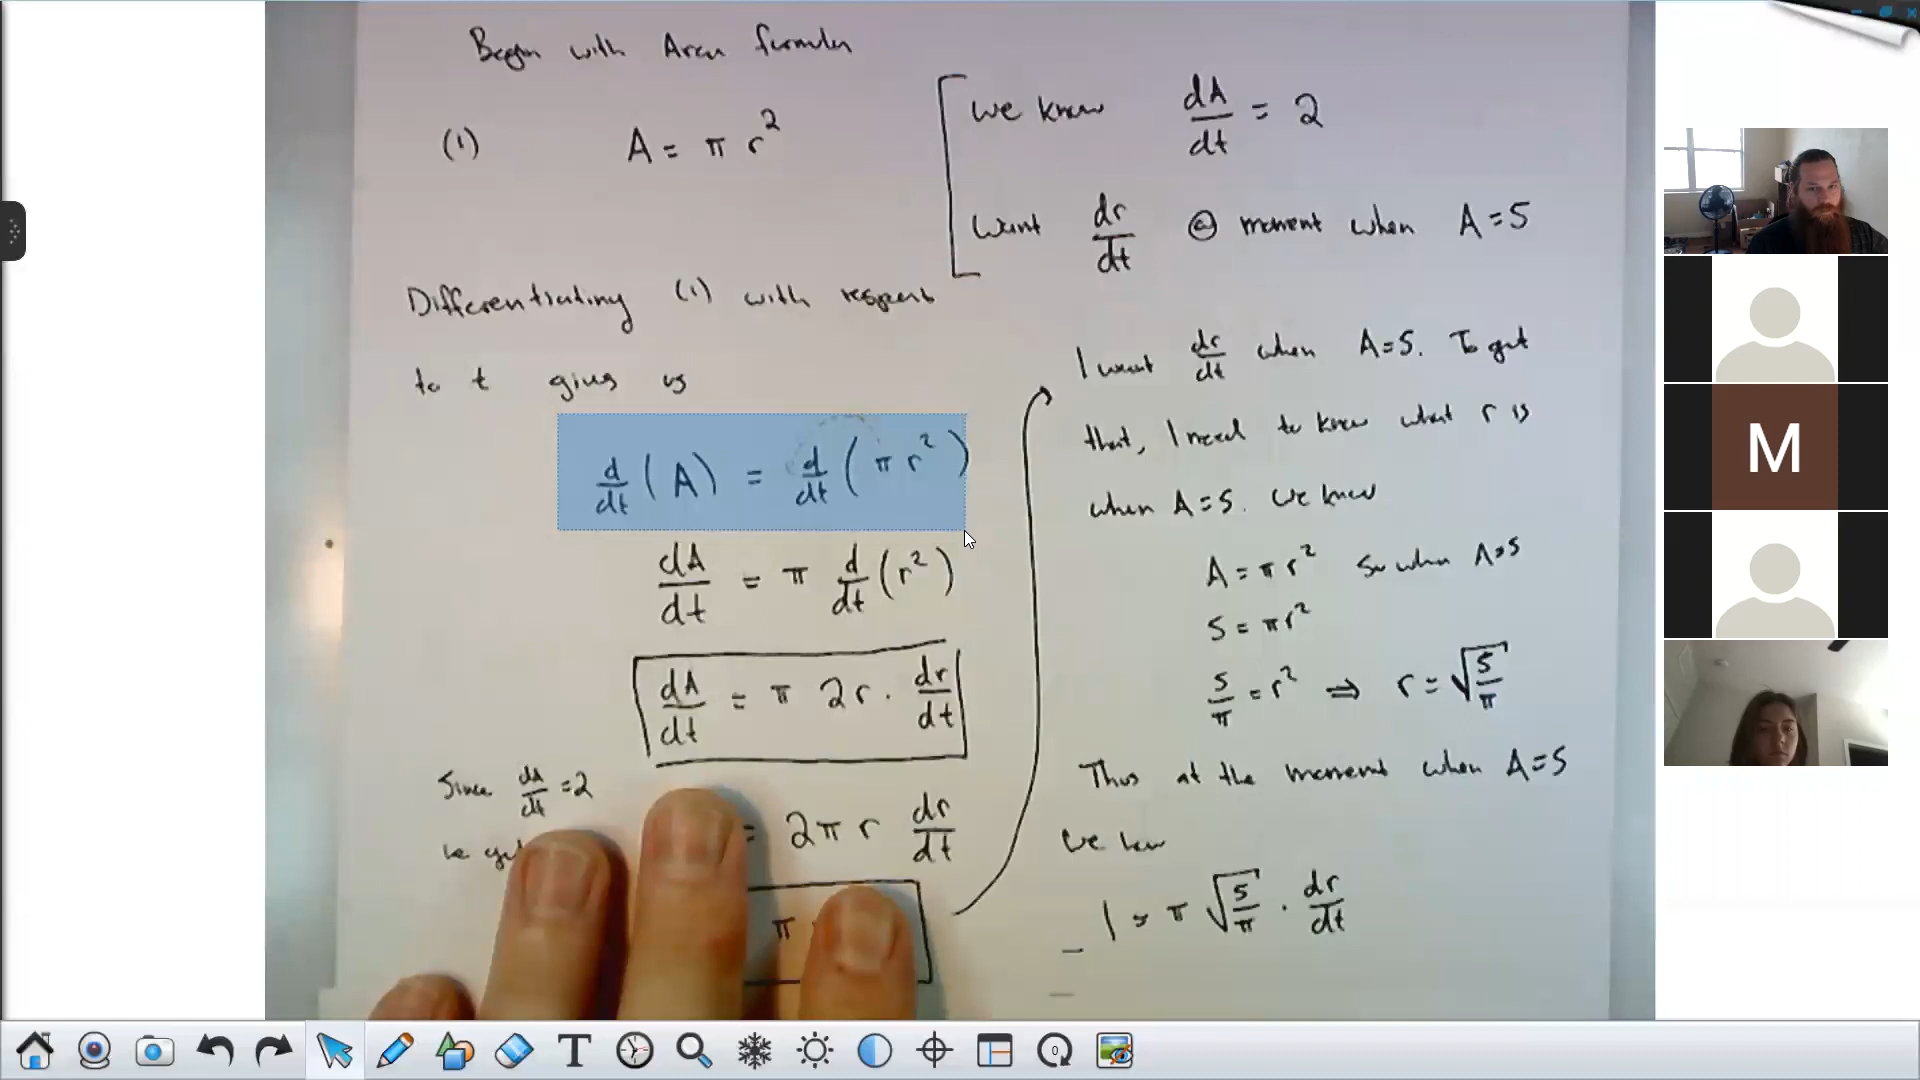 Begin with Area formula
(1) A = π r²
Differentiating (1) with respect
to t gives us
d/dt (A) = d/dt (π r²)
dA/dt = π d/dt (r²)
dA/dt = π 2r · dr/dt
Since dA/dt = 2
we get
= 2π r dr/dt
π
We know dA/dt = 2
Want dr/dt @ moment when A = 5
I want dr/dt when A = 5. To get
that, I need to know what r is
when A = 5. We know
A = π r² So when A = 5
5 = π r²
5/π = r² ⇒ r = √(5/π)
Thus at the moment when A = 5
we
1 = π √(5/π) · dr/dt
M
T
0